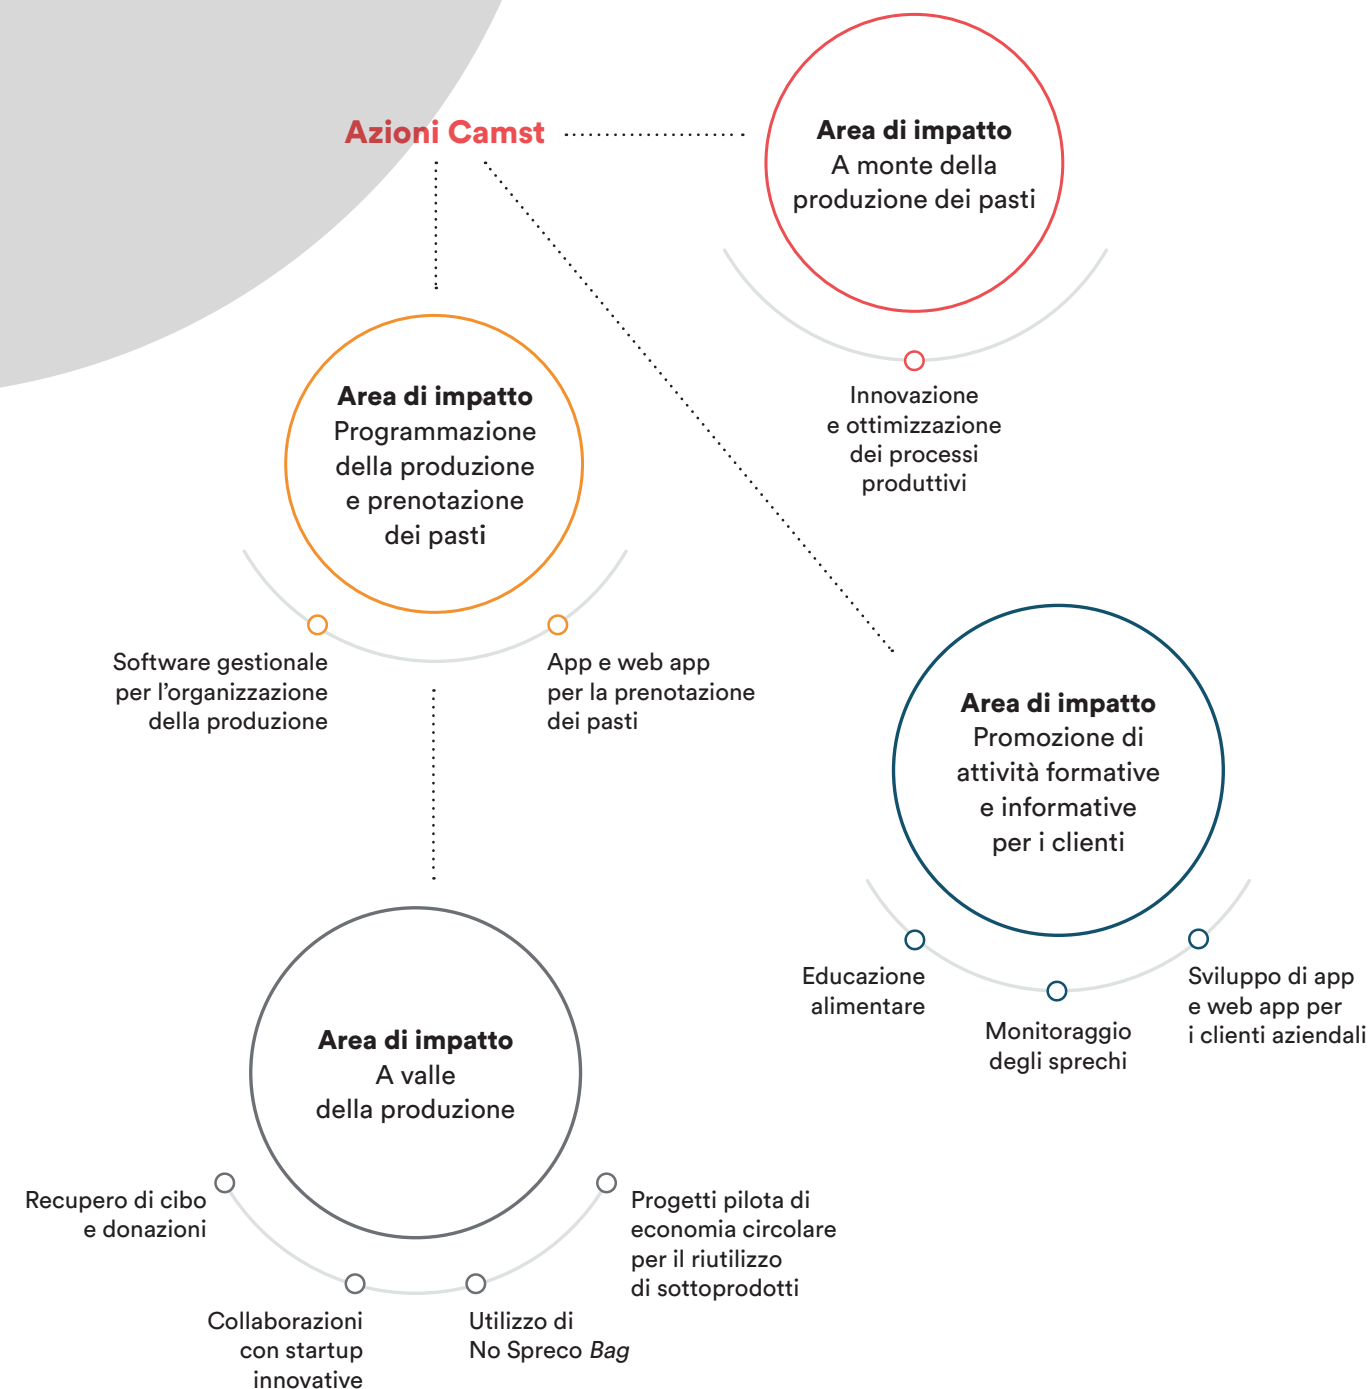 Azioni Camst
Area di impatto
A monte della
produzione dei pasti
Innovazione
e ottimizzazione
dei processi
produttivi
Area di impatto
Programmazione
della produzione
e prenotazione
dei pasti
Software gestionale
per l'organizzazione
della produzione
App e web app
per la prenotazione
dei pasti
Area di impatto
Promozione di
attività formative
e informative
per i clienti
Educazione
alimentare
Monitoraggio
degli sprechi
Sviluppo di app
e web app per
i clienti aziendali
Area di impatto
A valle
della produzione
Recupero di cibo
e donazioni
Collaborazioni
con startup
innovative
Utilizzo di
No Spreco Bag
Progetti pilota di
economia circolare
per il riutilizzo
di sottoprodotti